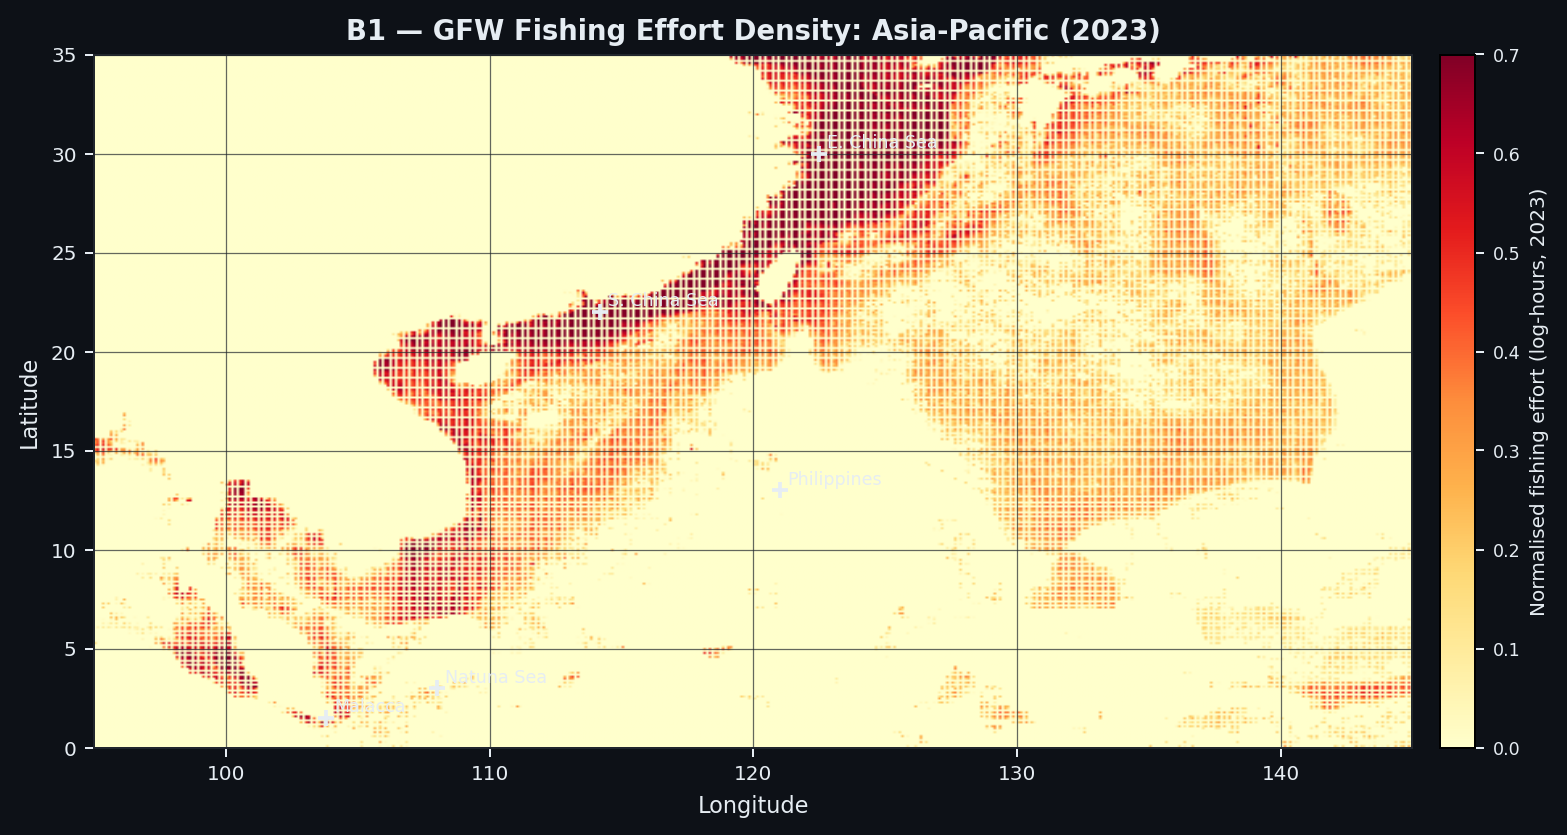 B1 — GFW Fishing Effort Density: Asia-Pacific (2023)
35
30
25
20
15
10
5
0
Latitude
100
110
120
130
140
Longitude
E. China Sea
S. China Sea
Philippines
Natuna Sea
Malacca
0.7
0.6
0.5
0.4
0.3
0.2
0.1
0.0
Normalised fishing effort (log-hours, 2023)